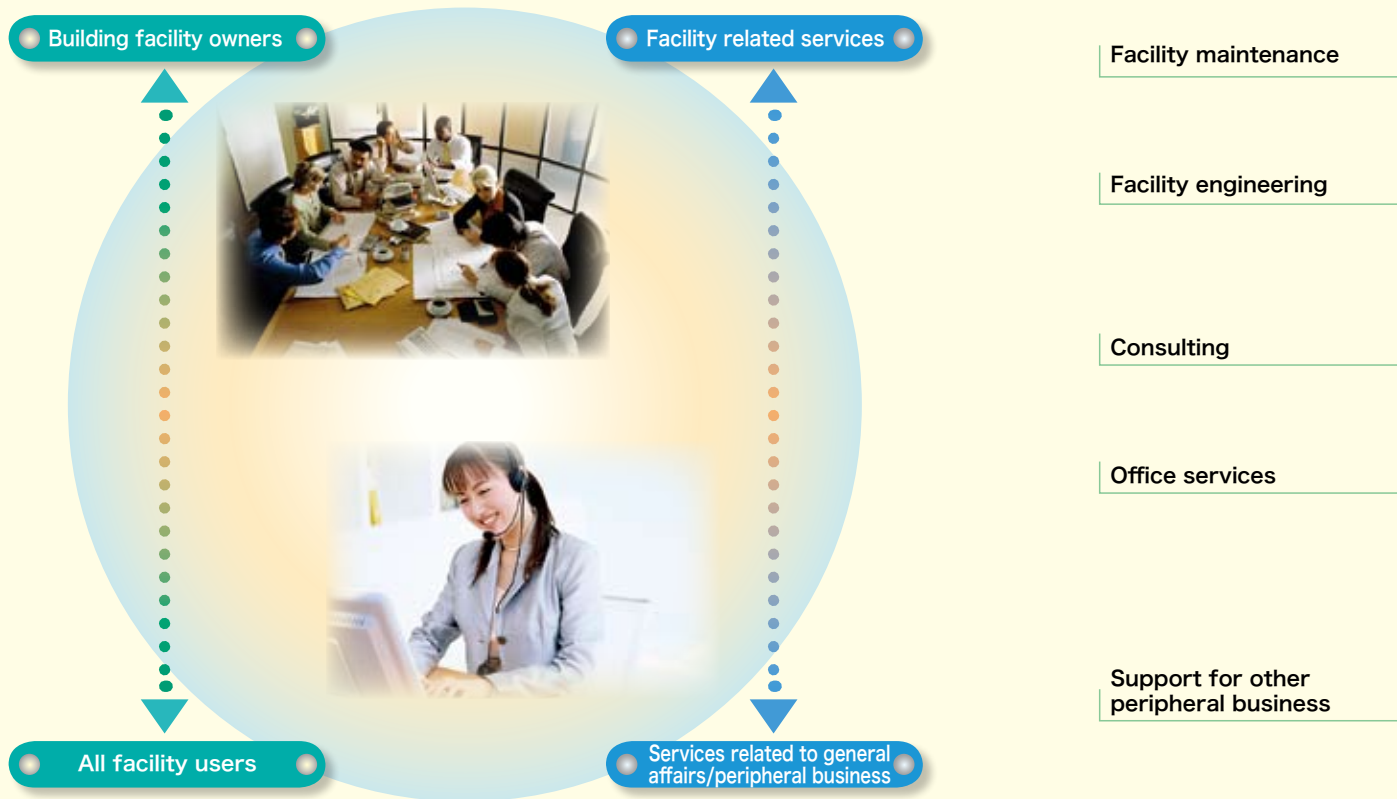 Building facility owners
Facility related services
Facility maintenance
Facility engineering
Consulting
Office services
Support for other
peripheral business
All facility users
Services related to general
affairs/peripheral business